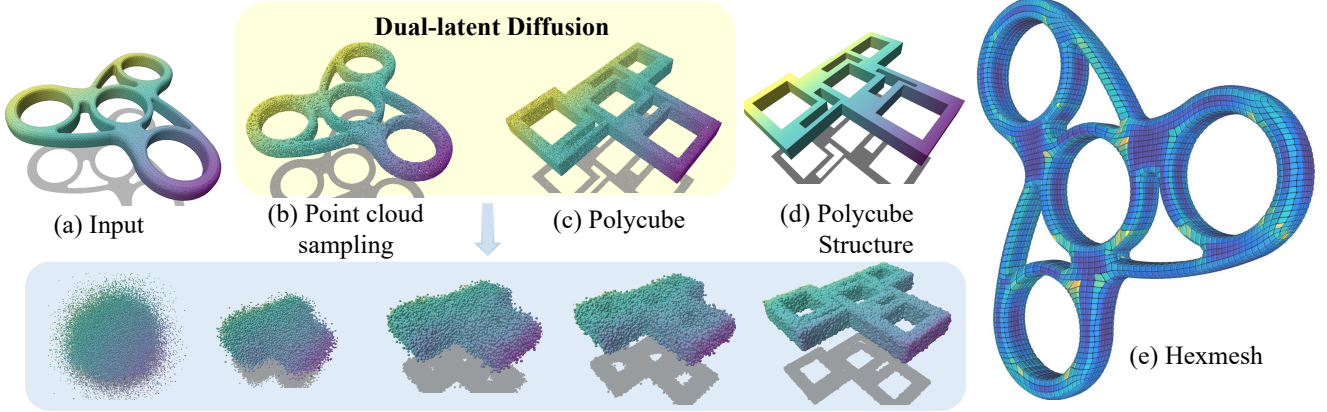 Dual-latent Diffusion
(a) Input
(b) Point cloud
sampling
(c) Polycube
(d) Polycube
Structure
(e) Hexmesh